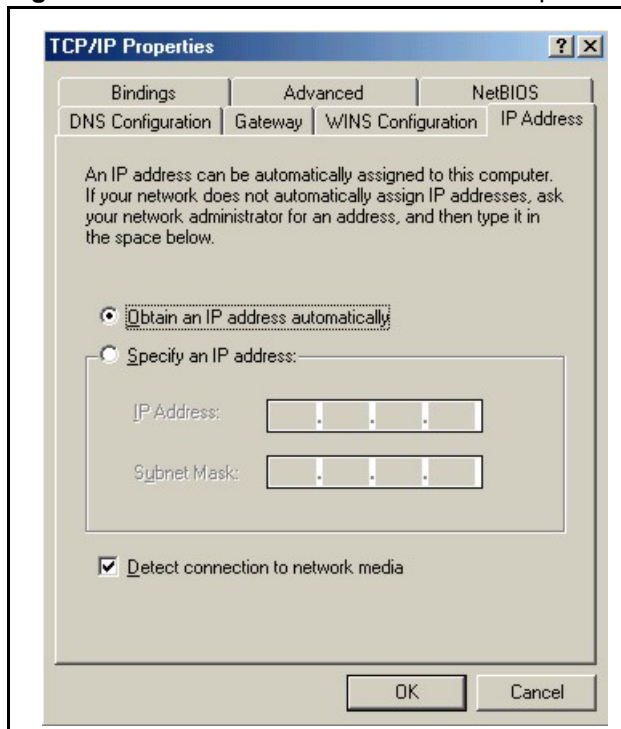 TCP/IP Properties
? ×
Bindings Advanced NetBIOS
DNS Configuration Gateway WINS Configuration IP Address
An IP address can be automatically assigned to this computer.
If your network does not automatically assign IP addresses, ask
your network administrator for an address, and then type it in
the space below.
Obtain an IP address automatically
Specify an IP address:
IP Address:
. . .
Subnet Mask:
. . .
Detect connection to network media
OK Cancel